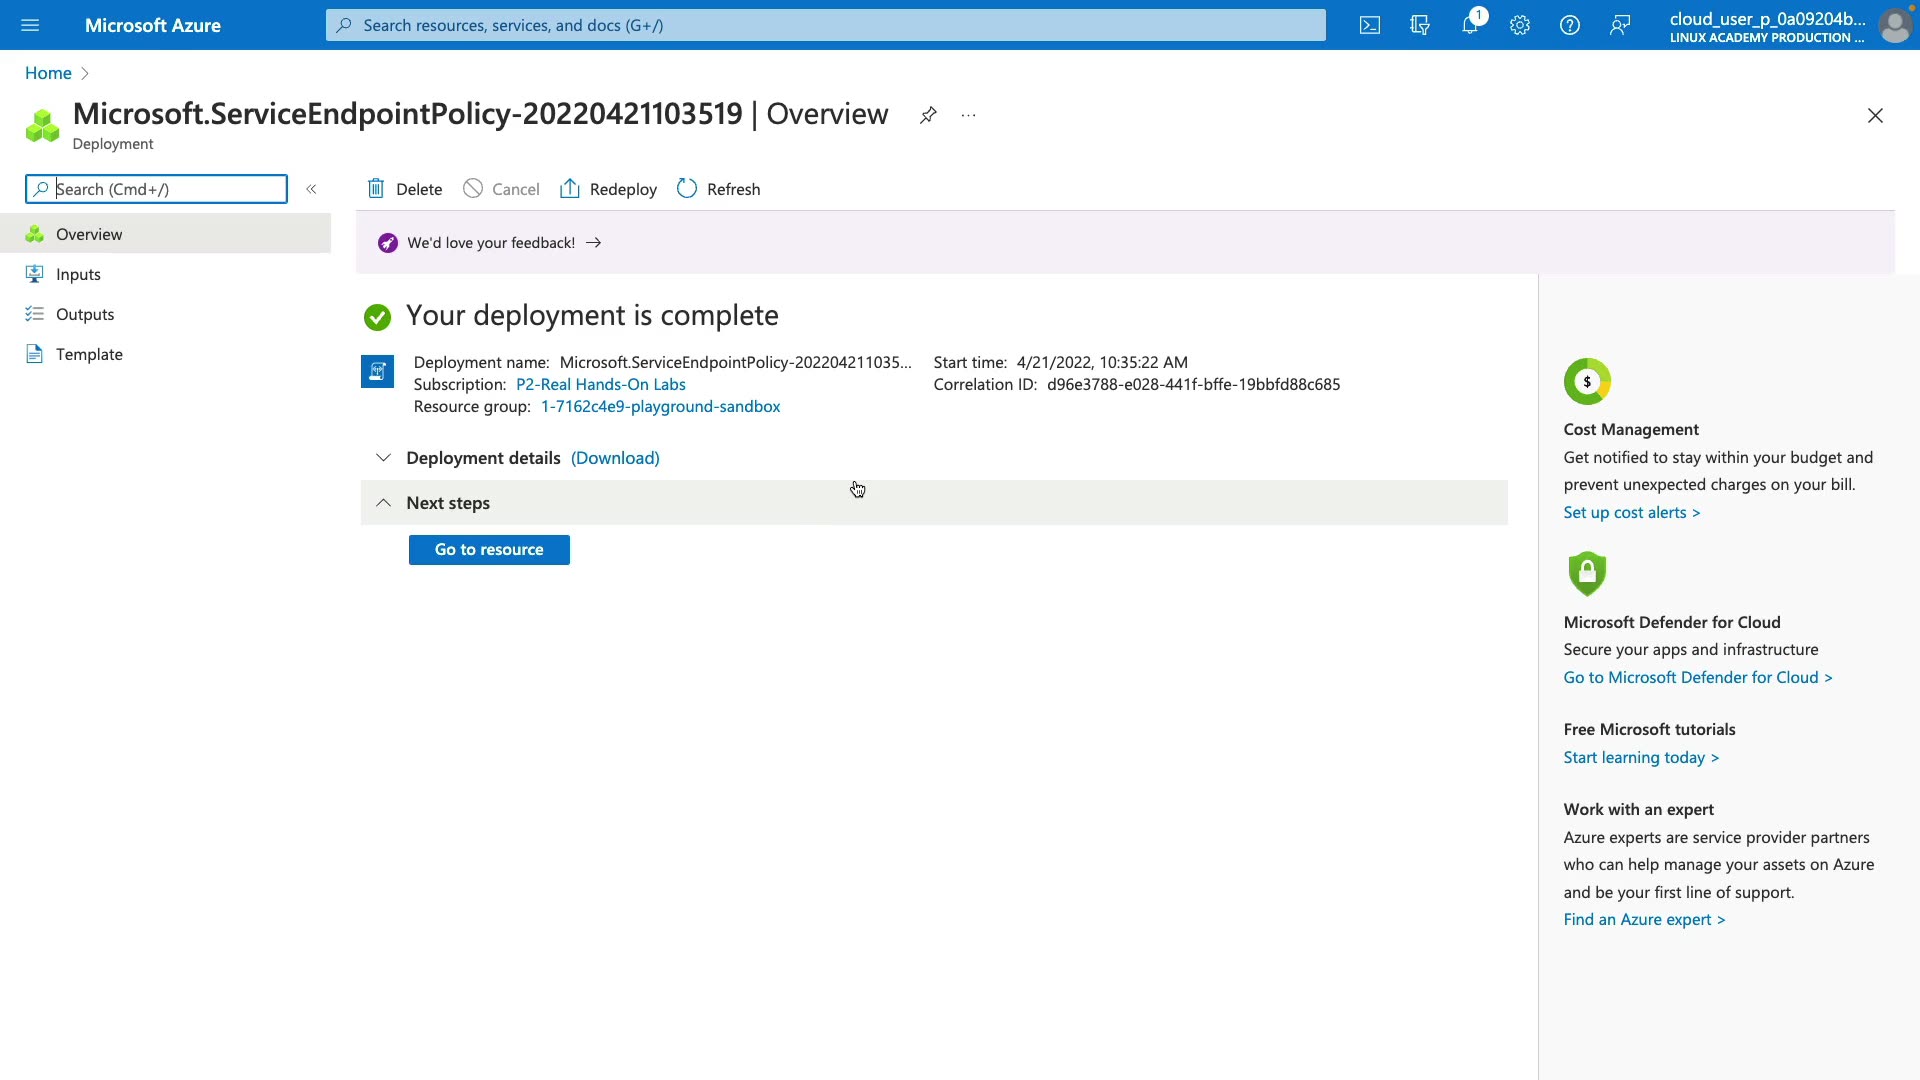 Microsoft Azure
Search resources, services, and docs (G+/)
1
cloud_user_p_0a09204b...
LINUX ACADEMY PRODUCTION ...
Home
Microsoft.ServiceEndpointPolicy-20220421103519 | Overview
...
Deployment
Search (Cmd+/)
«
Delete
Cancel
Redeploy
Refresh
Overview
Inputs
Outputs
Template
We'd love your feedback! →
Your deployment is complete
Deployment name: Microsoft.ServiceEndpointPolicy-202204211035...
Subscription: P2-Real Hands-On Labs
Resource group: 1-7162c4e9-playground-sandbox
Start time: 4/21/2022, 10:35:22 AM
Correlation ID: d96e3788-e028-441f-bffe-19bbfd88c685
Deployment details (Download)
Next steps
Go to resource
$
Cost Management
Get notified to stay within your budget and
prevent unexpected charges on your bill.
Set up cost alerts >
Microsoft Defender for Cloud
Secure your apps and infrastructure
Go to Microsoft Defender for Cloud >
Free Microsoft tutorials
Start learning today >
Work with an expert
Azure experts are service provider partners
who can help manage your assets on Azure
and be your first line of support.
Find an Azure expert >